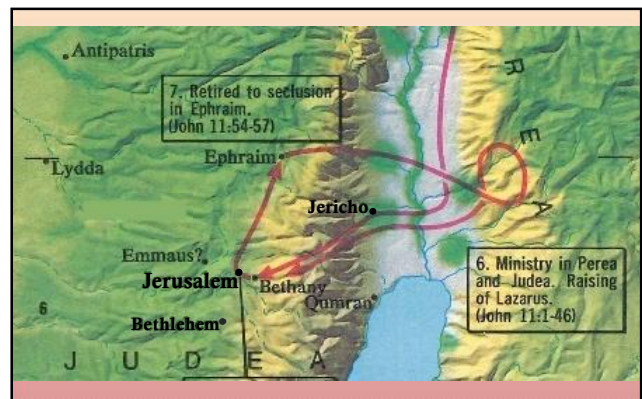 Antipatris
7. Retired to seclusion
in Ephraim.
(John 11:54-57)
R
E
A
Lydda
Ephraim
Jericho
Emmaus?
Jerusalem
Bethany
Qumran
6. Ministry in Perea
and Judea. Raising
of Lazarus.
(John 11:1-46)
6
Bethlehem
J U D E A